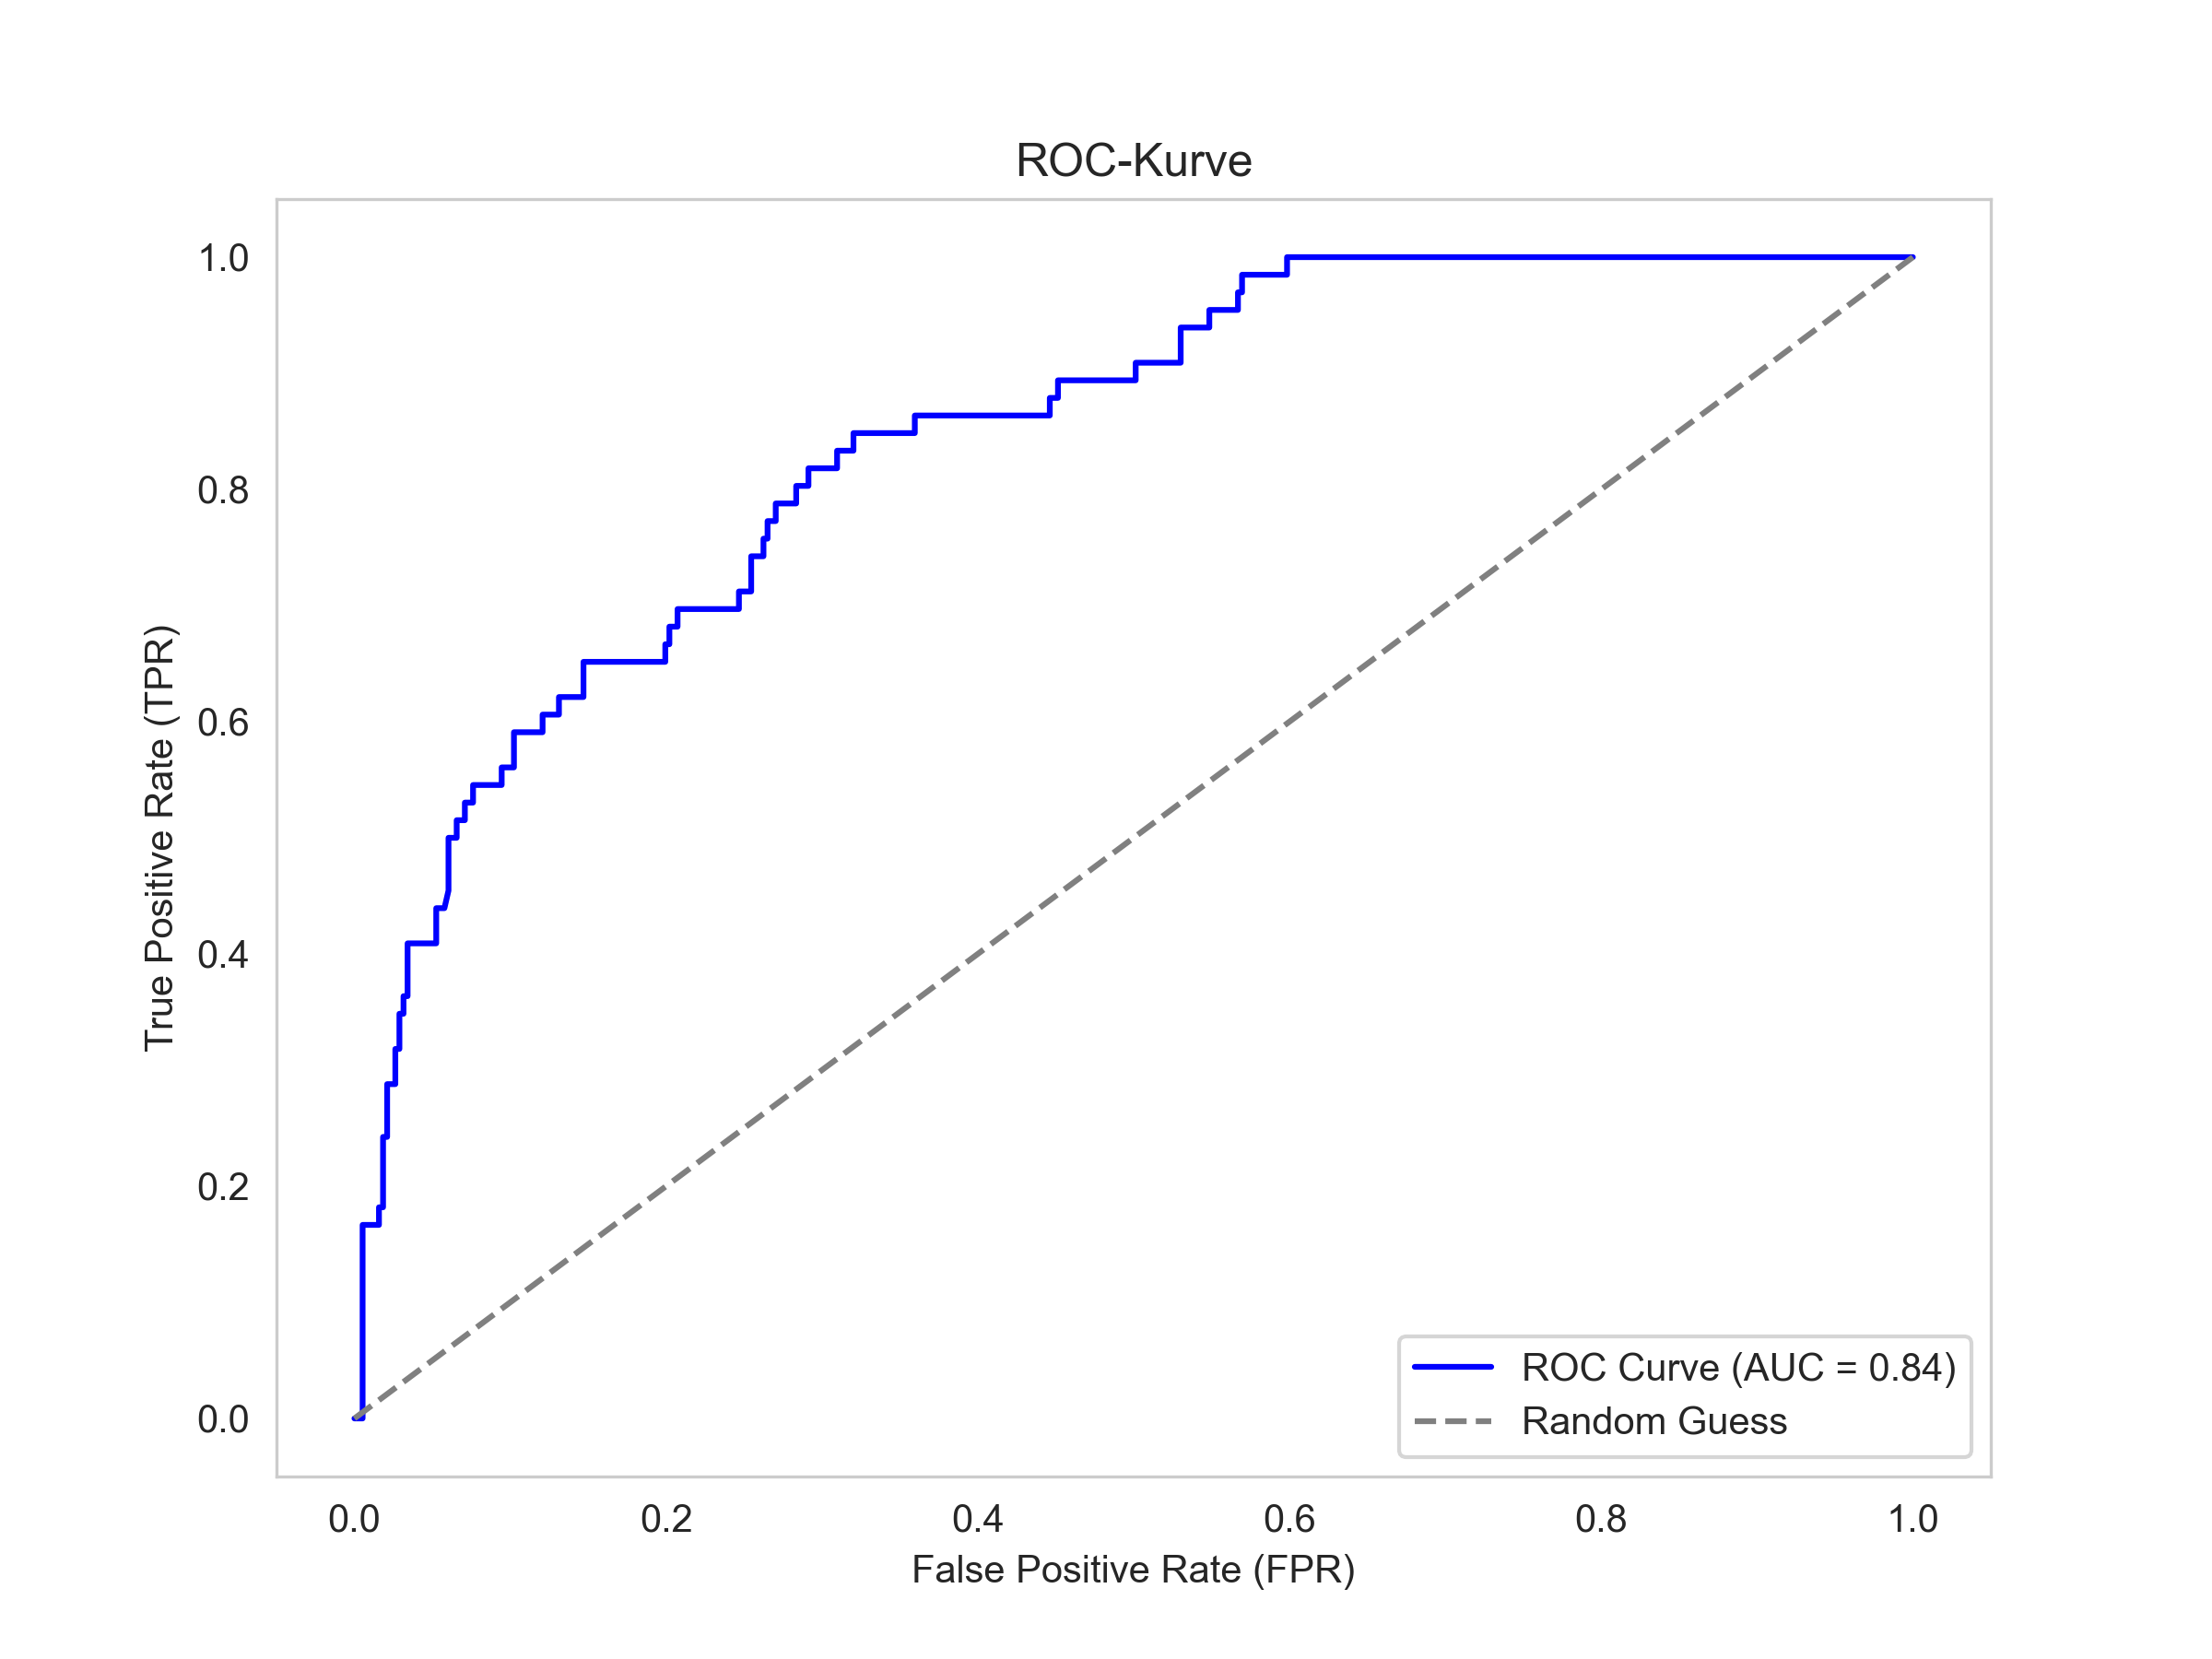 ROC-Kurve
1.0
0.8
0.6
0.4
0.2
0.0
True Positive Rate (TPR)
0.0 0.2 0.4 0.6 0.8 1.0
False Positive Rate (FPR)
ROC Curve (AUC = 0.84)
Random Guess